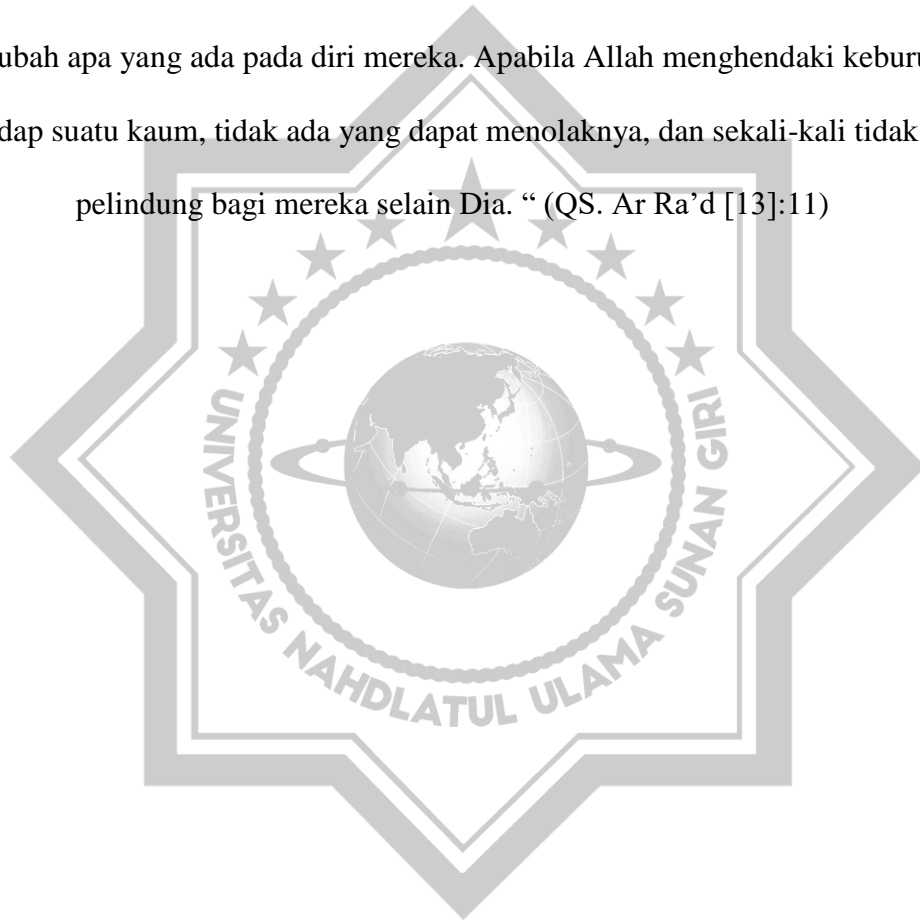 ubah apa yang ada pada diri mereka. Apabila Allah menghendaki kebur
dap suatu kaum, tidak ada yang dapat menolaknya, dan sekali-kali tidak
pelindung bagi mereka selain Dia. “ (QS. Ar Ra’d [13]:11)
UNIVERSITAS NAHDLATUL ULAMA SUNAN GIRI